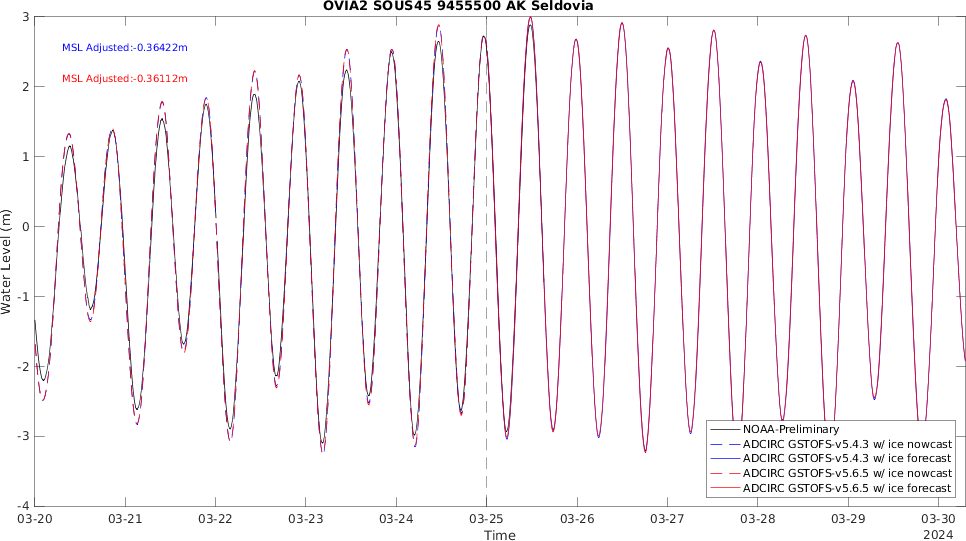 OVIA2 SOUS45 9455500 AK Seldovia
MSL Adjusted:-0.36422m
MSL Adjusted:-0.36112m
Water Level (m)
3
2
1
0
-1
-2
-3
-4
NOAA-Preliminary
ADCIRC GSTOFS-v5.4.3 w/ ice nowcast
ADCIRC GSTOFS-v5.4.3 w/ ice forecast
ADCIRC GSTOFS-v5.6.5 w/ ice nowcast
ADCIRC GSTOFS-v5.6.5 w/ ice forecast
03-20 03-21 03-22 03-23 03-24 03-25 03-26 03-27 03-28 03-29 03-30
Time
2024